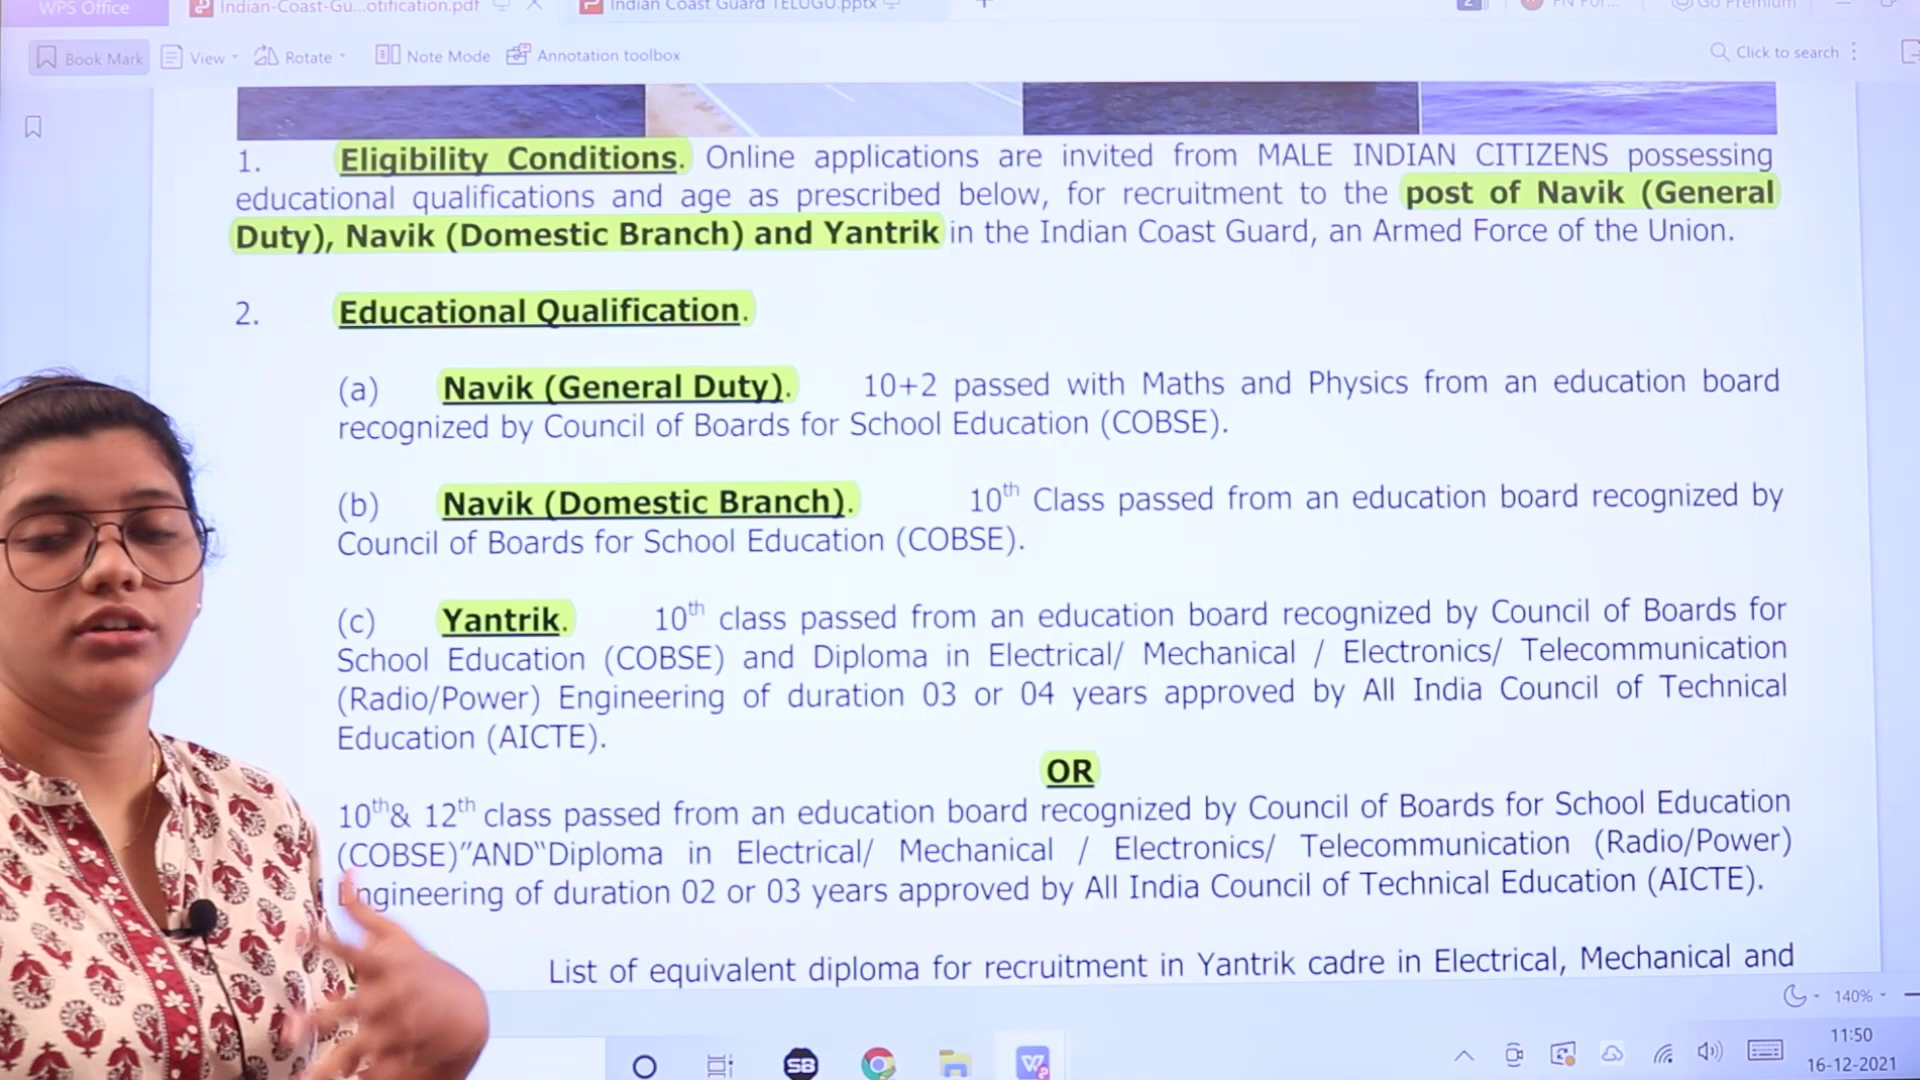 WPS Office
Indian-Coast-Gu...otification.pdf
Indian Coast Guard TELUGU.pptx
Go Premium
Book Mark
View
Rotate
Note Mode
Annotation toolbox
Click to search
1. Eligibility Conditions. Online applications are invited from MALE INDIAN CITIZENS possessing
educational qualifications and age as prescribed below, for recruitment to the post of Navik (General
Duty), Navik (Domestic Branch) and Yantrik in the Indian Coast Guard, an Armed Force of the Union.
2. Educational Qualification.
(a) Navik (General Duty). 10+2 passed with Maths and Physics from an education board
recognized by Council of Boards for School Education (COBSE).
(b) Navik (Domestic Branch). 10th Class passed from an education board recognized by
Council of Boards for School Education (COBSE).
(c) Yantrik. 10th class passed from an education board recognized by Council of Boards for
School Education (COBSE) and Diploma in Electrical/ Mechanical / Electronics/ Telecommunication
(Radio/Power) Engineering of duration 03 or 04 years approved by All India Council of Technical
Education (AICTE).
OR
10th& 12th class passed from an education board recognized by Council of Boards for School Education
(COBSE)”AND“Diploma in Electrical/ Mechanical / Electronics/ Telecommunication (Radio/Power)
Engineering of duration 02 or 03 years approved by All India Council of Technical Education (AICTE).
List of equivalent diploma for recruitment in Yantrik cadre in Electrical, Mechanical and
140%
SB
11:50
16-12-2021